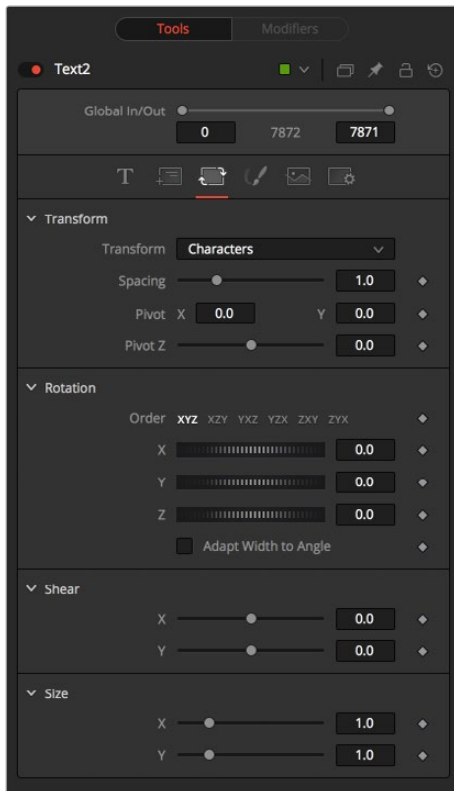 Tools Modifiers
Text2
Global In/Out
0 7872 7871
T
Transform
Transform Characters
Spacing 1.0
Pivot X 0.0 Y 0.0
Pivot Z 0.0
Rotation
Order XYZ XZY YXZ YZX ZXY ZYX
X 0.0
Y 0.0
Z 0.0
Adapt Width to Angle
Shear
X 0.0
Y 0.0
Size
X 1.0
Y 1.0